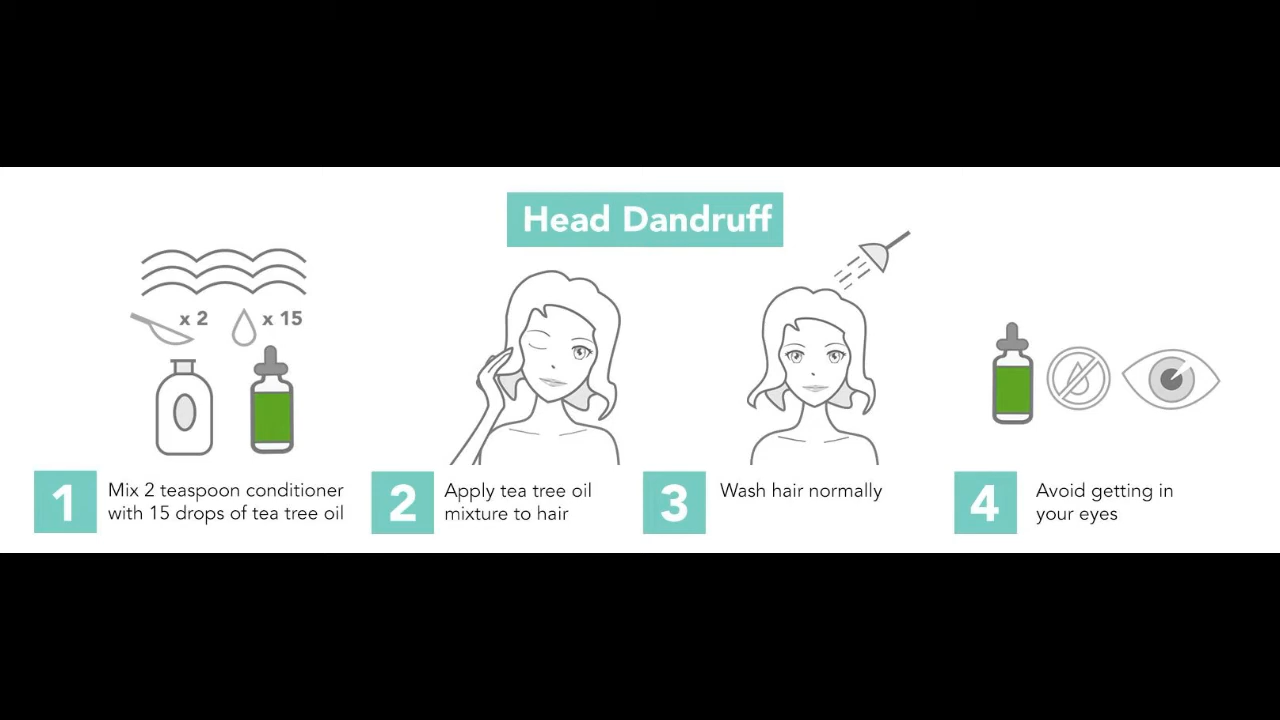 Head Dandruff
x 2
x 15
1
Mix 2 teaspoon conditioner
with 15 drops of tea tree oil
2
Apply tea tree oil
mixture to hair
3
Wash hair normally
4
Avoid getting in
your eyes